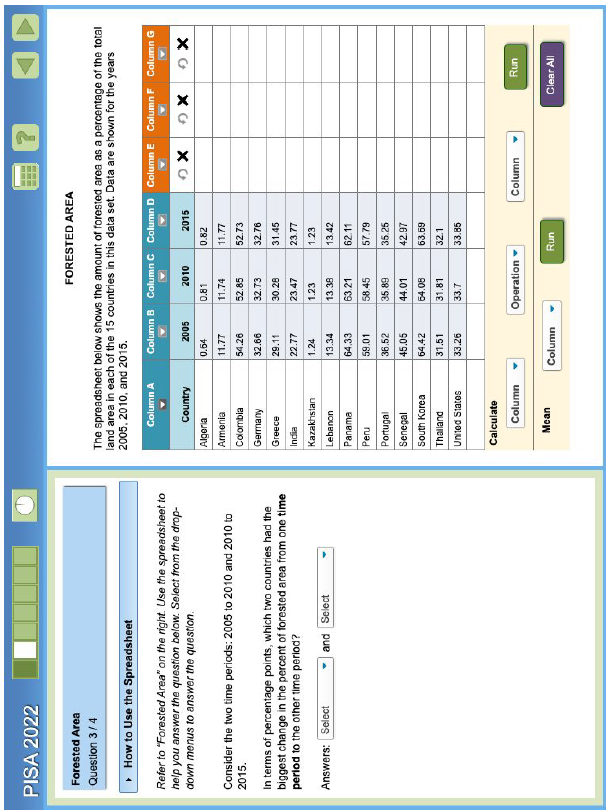 PISA 2022
?
Forested Area
Question 3 / 4
How to Use the Spreadsheet
Refer to "Forested Area" on the right. Use the spreadsheet to
help you answer the question below. Select from the drop-
down menus to answer the question.
Consider the two time periods: 2005 to 2010 and 2010 to
2015.
In terms of percentage points, which two countries had the
biggest change in the percent of forested area from one time
period to the other time period?
Answers: Select and Select
FORESTED AREA
The spreadsheet below shows the amount of forested area as a percentage of the total
land area in each of the 15 countries in this data set. Data are shown for the years
2005, 2010, and 2015.
Column A Column B Column C Column D Column E Column F Column G
Country 2005 2010 2015
Algeria 0.64 0.81 0.82
Armenia 11.77 11.74 11.77
Colombia 54.26 52.85 52.73
Germany 32.66 32.73 32.76
Greece 29.11 30.28 31.45
India 22.77 23.47 23.77
Kazakhstan 1.24 1.23 1.23
Lebanon 13.34 13.38 13.42
Panama 64.33 63.21 62.11
Peru 59.01 58.45 57.79
Portugal 36.52 35.89 35.25
Senegal 45.05 44.01 42.97
South Korea 64.42 64.08 63.69
Thailand 31.51 31.81 32.1
United States 33.26 33.7 33.85
Calculate
Column Operation Column Run
Mean Column Run Clear All